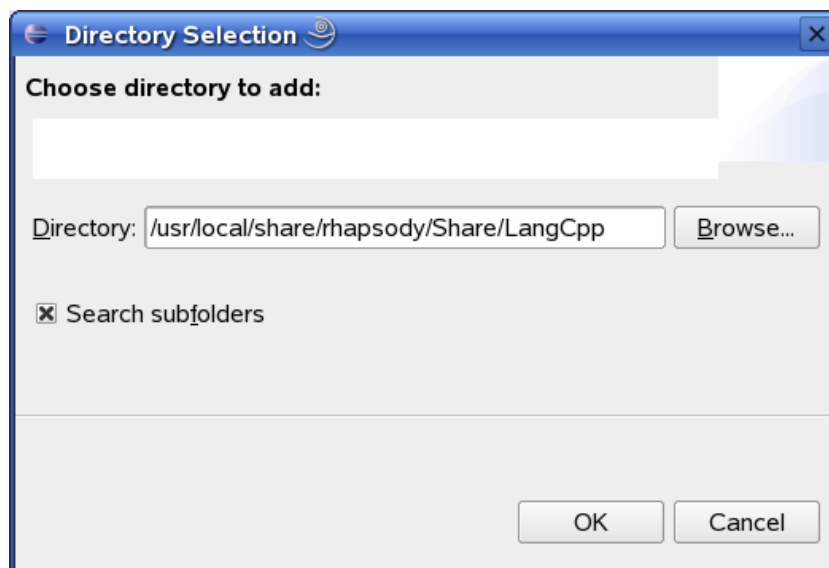 Directory Selection
Choose directory to add:
Directory: /usr/local/share/rhapsody/Share/LangCpp Browse...
Search subfolders
OK Cancel